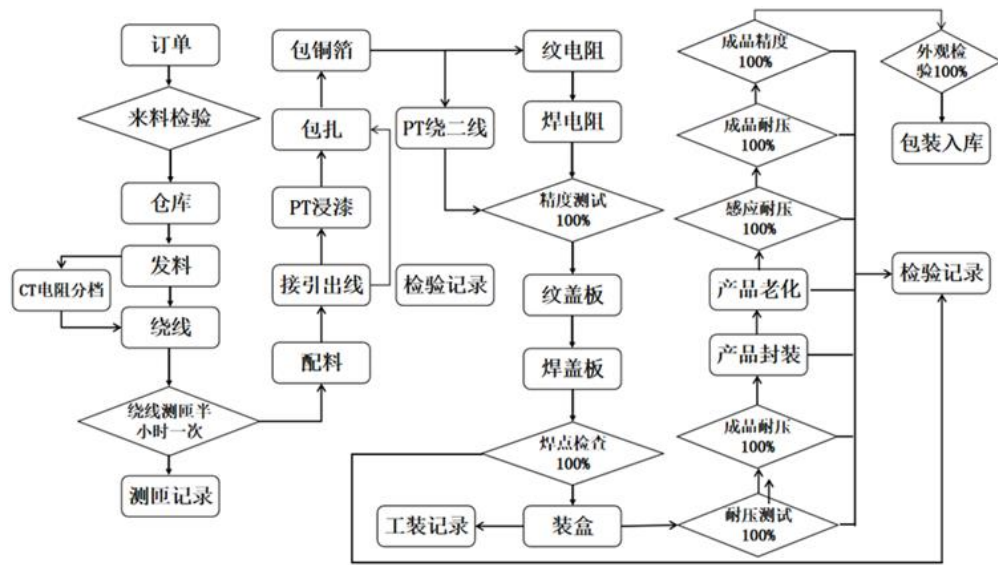 订单
来料检验
仓库
发料
CT电阻分档
绕线
绕线测匝半
小时一次
测匝记录
包铜箔
包扎
PT浸漆
接引出线
配料
PT绕二线
检验记录
纹电阻
焊电阻
精度测试
100%
纹盖板
焊盖板
焊点检查
100%
装盒
工装记录
成品精度
100%
成品耐压
100%
感应耐压
100%
产品老化
产品封装
成品耐压
100%
耐压测试
100%
外观检
验100%
包装入库
检验记录